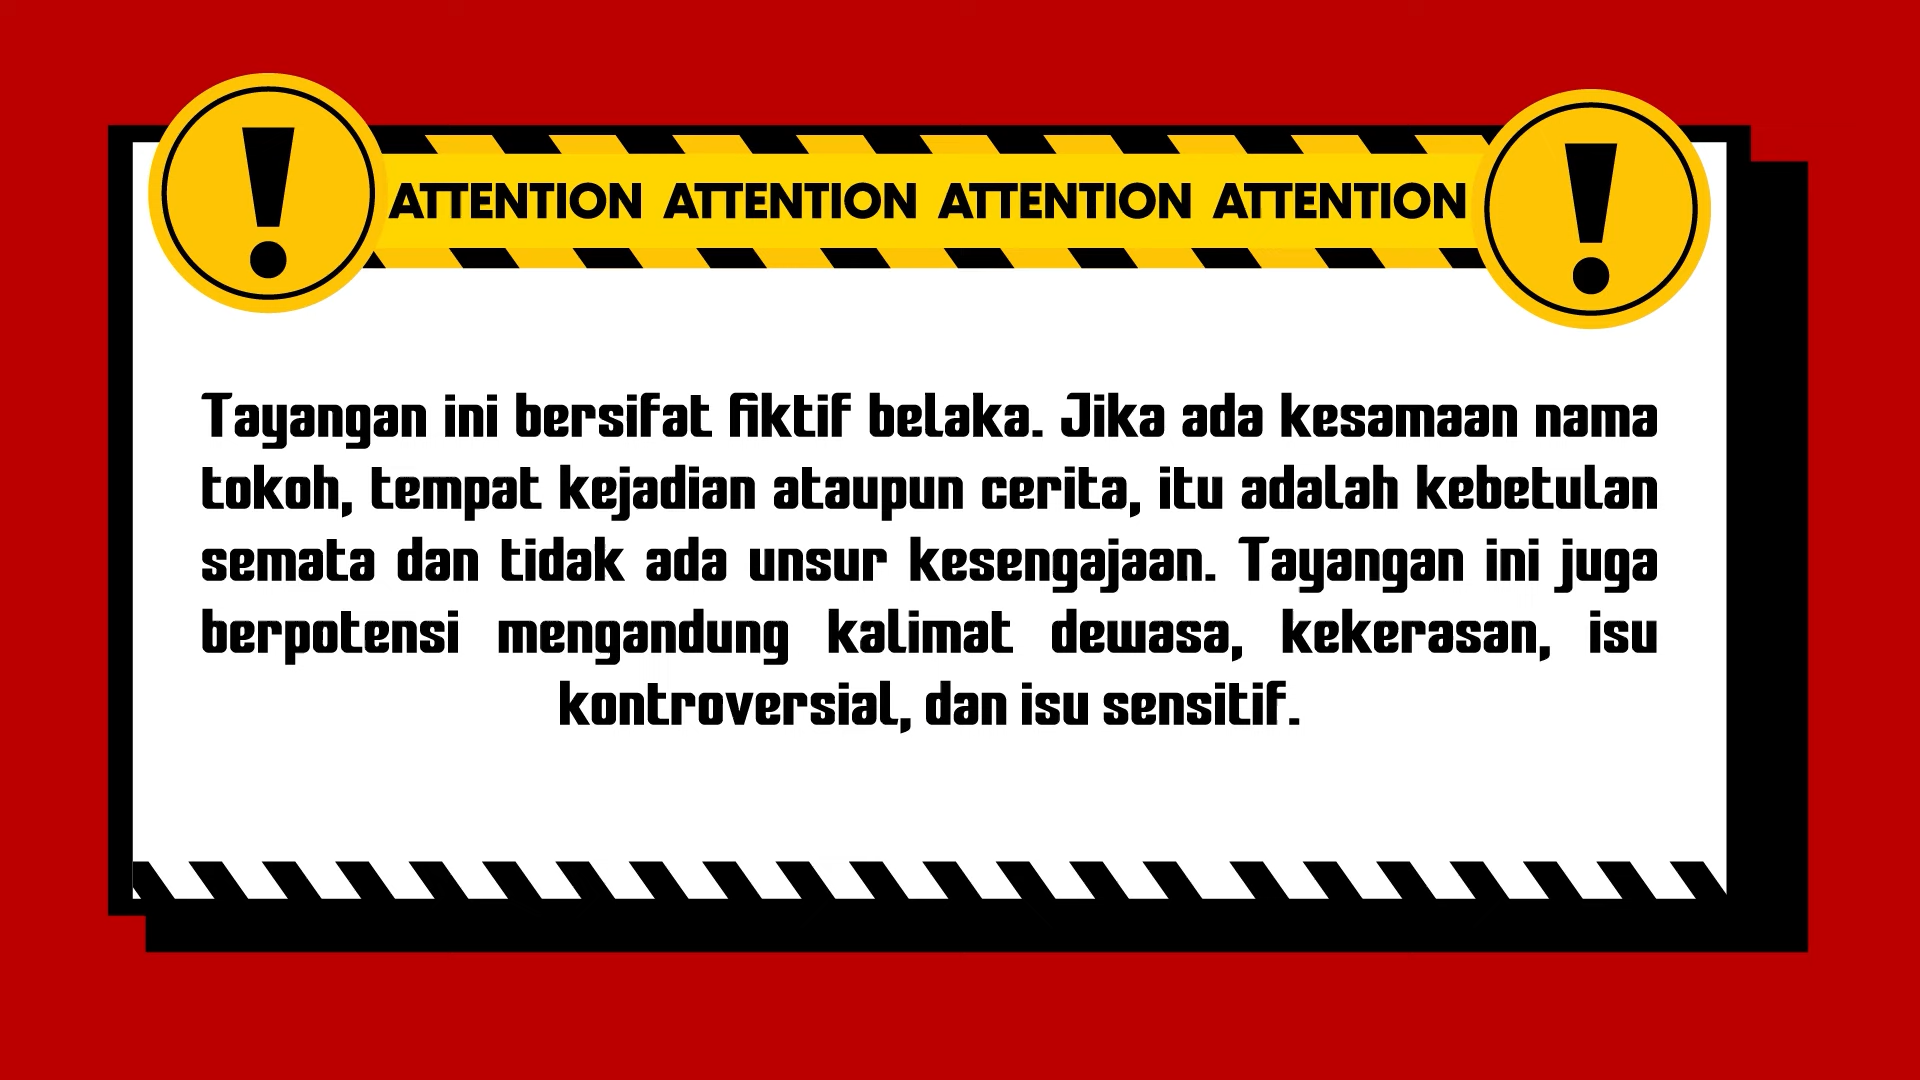 ATTENTION ATTENTION ATTENTION ATTENTION
Tayangan ini bersifat fiktif belaka. Jika ada kesamaan nama
tokoh, tempat kejadian ataupun cerita, itu adalah kebetulan
semata dan tidak ada unsur kesengajaan. Tayangan ini juga
berpotensi mengandung kalimat dewasa, kekerasan, isu
kontroversial, dan isu sensitif.